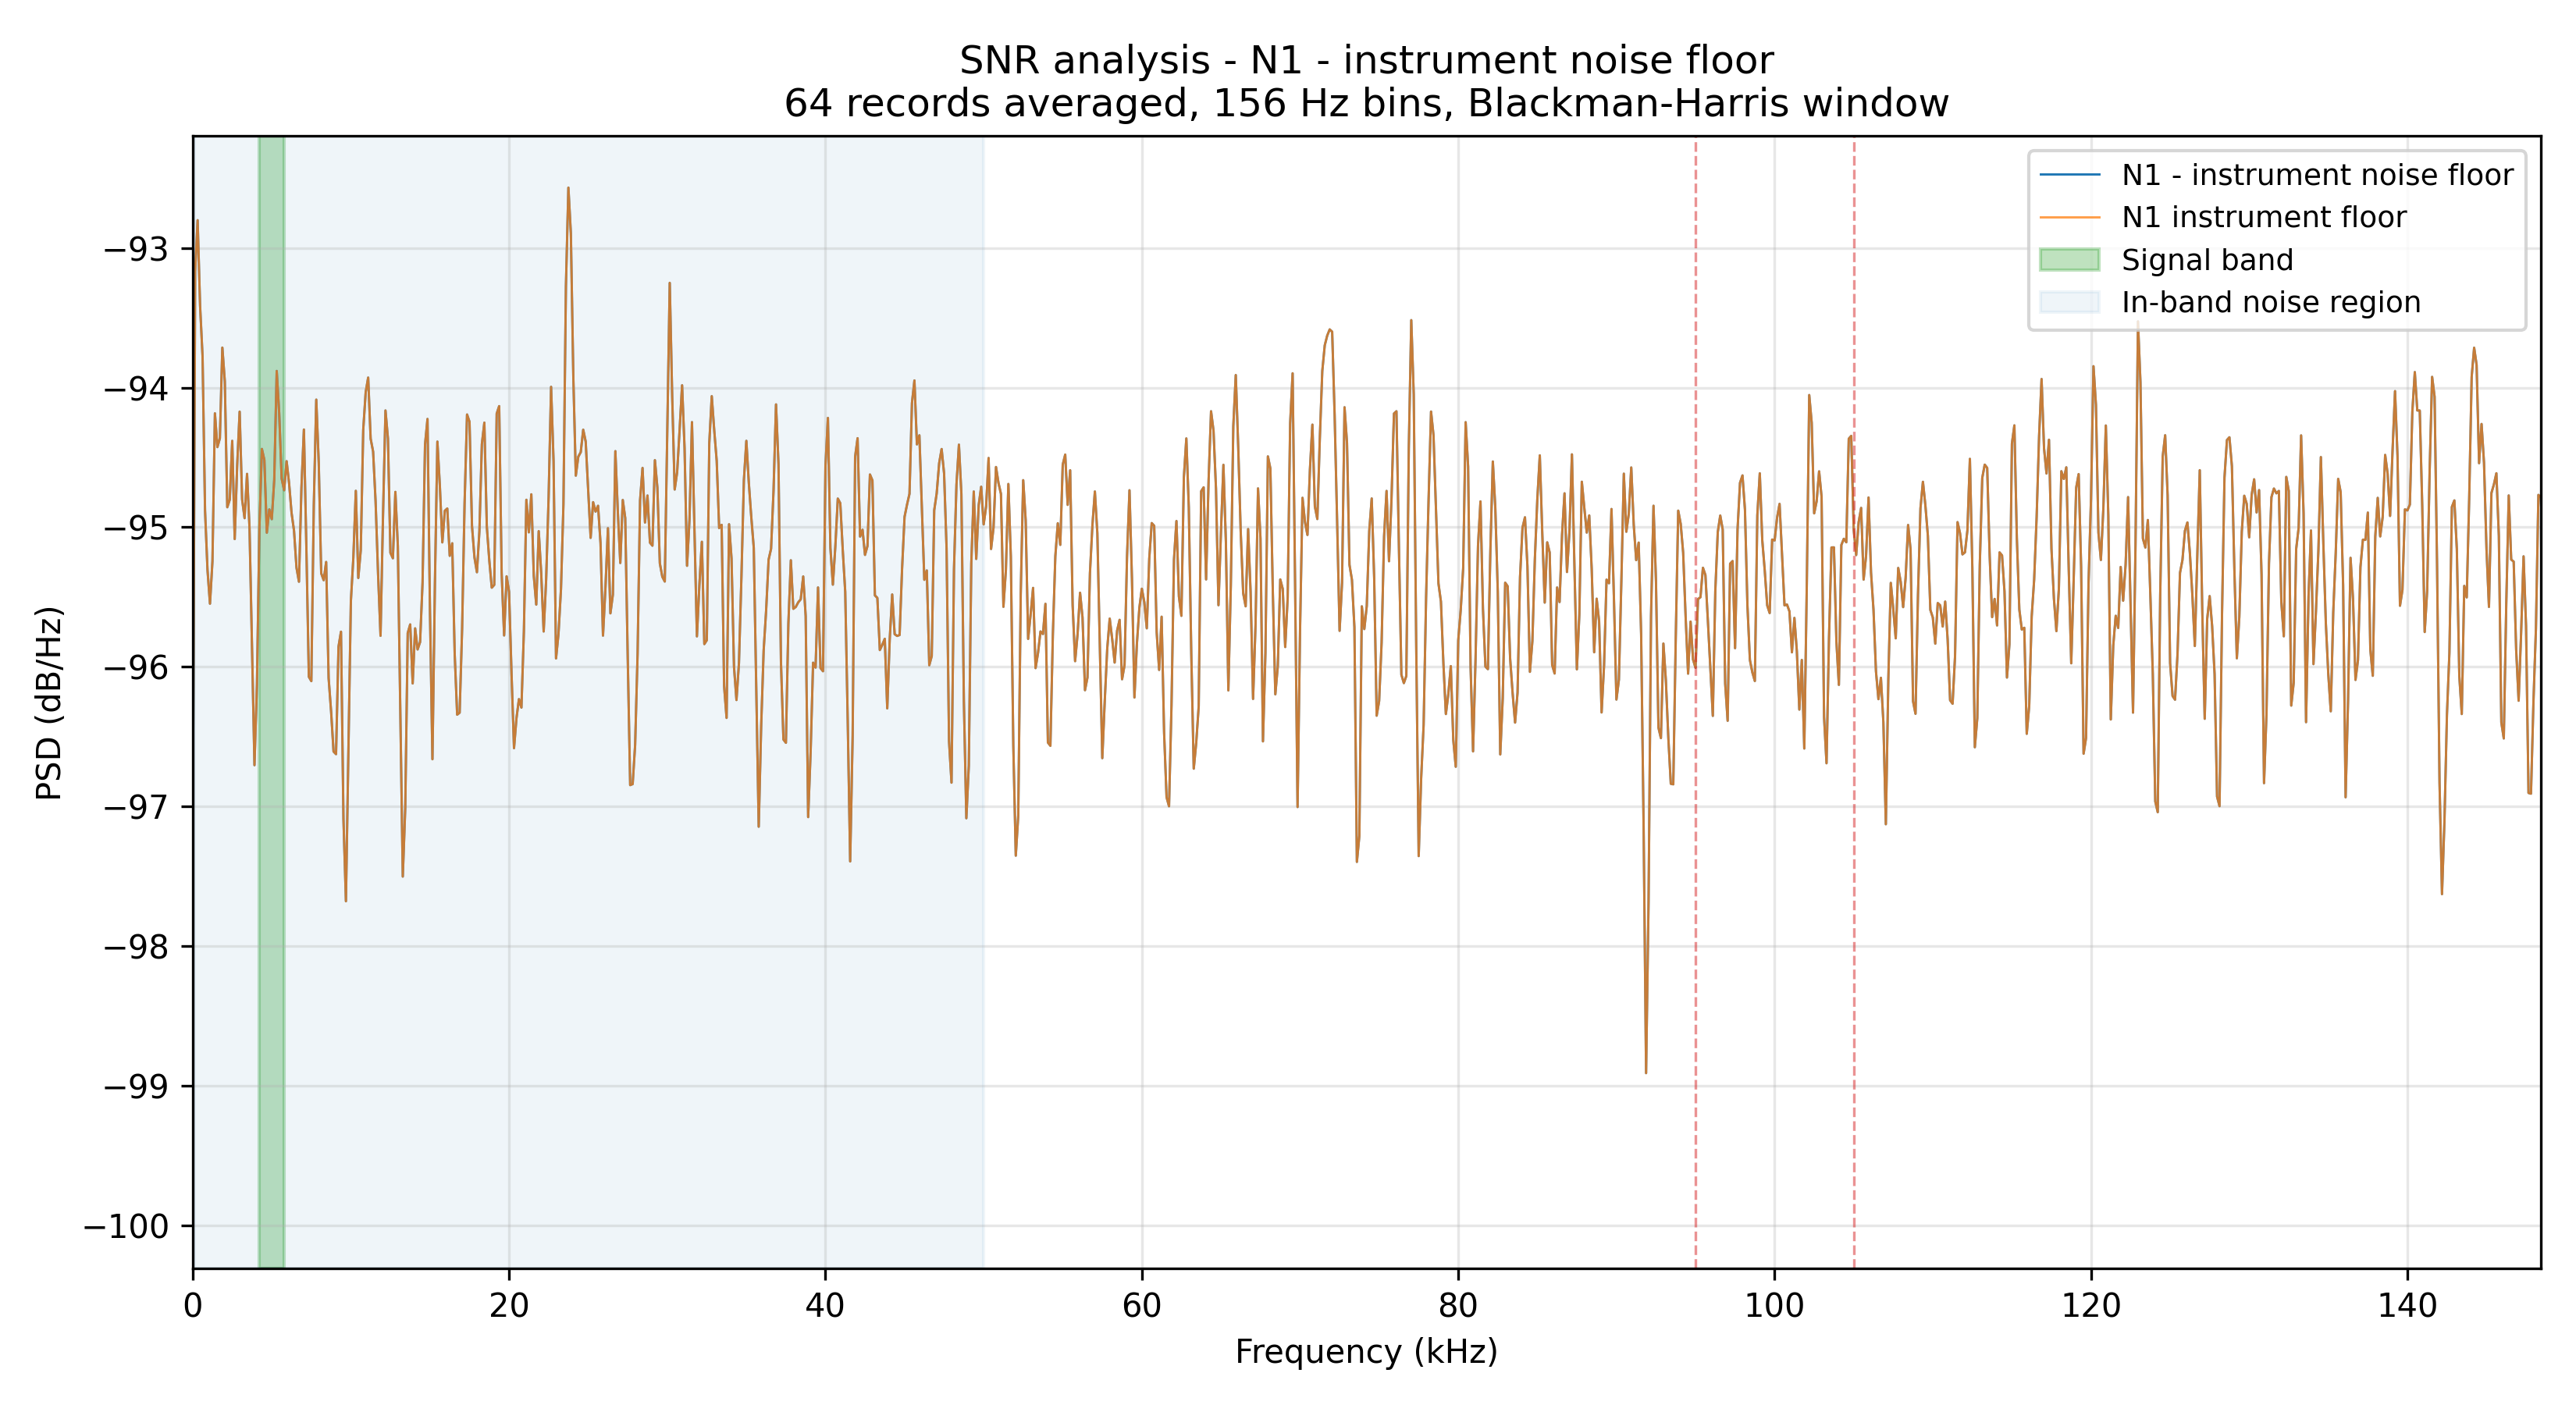 SNR analysis - N1 - instrument noise floor
64 records averaged, 156 Hz bins, Blackman-Harris window
N1 - instrument noise floor
N1 instrument floor
Signal band
In-band noise region
PSD (dB/Hz)
−93
−94
−95
−96
−97
−98
−99
−100
0 20 40 60 80 100 120 140
Frequency (kHz)